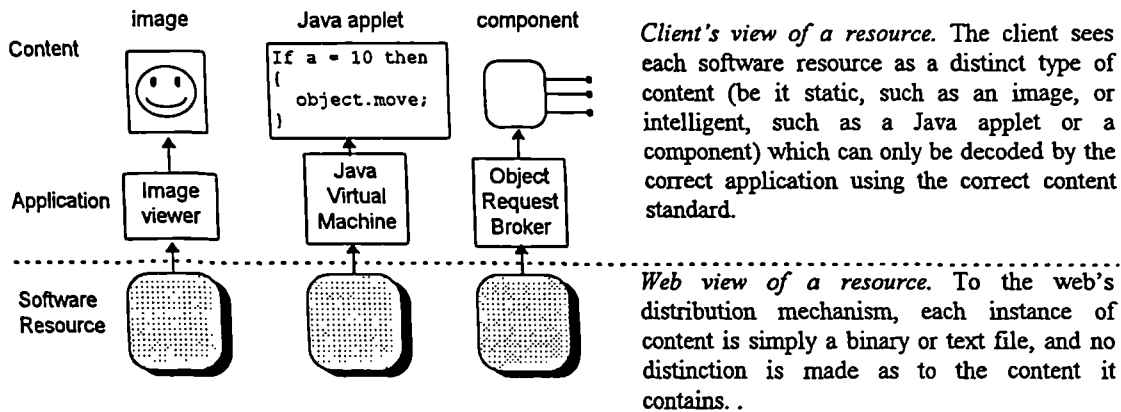 image
Java applet
component
Content
If a = 10 then
{
object.move;
}
Application
Image
viewer
Java
Virtual
Machine
Object
Request
Broker
Software
Resource
Client's view of a resource. The client sees
each software resource as a distinct type of
content (be it static, such as an image, or
intelligent, such as a Java applet or a
component) which can only be decoded by the
correct application using the correct content
standard.
Web view of a resource. To the web's
distribution mechanism, each instance of
content is simply a binary or text file, and no
distinction is made as to the content it
contains. .